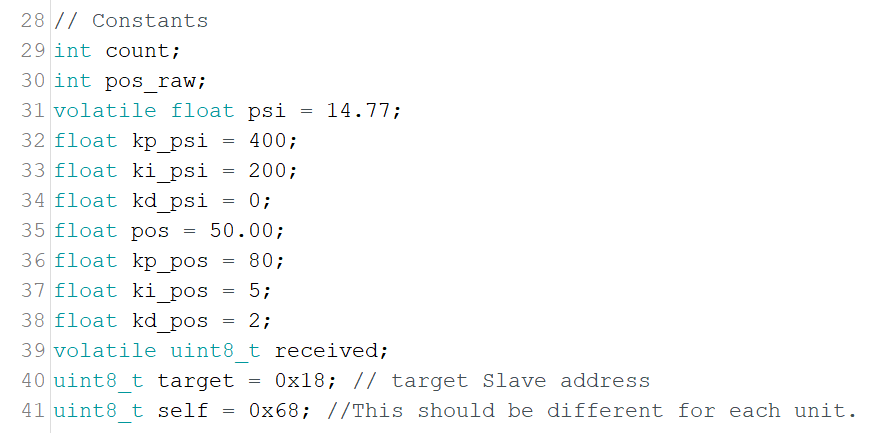 28 // Constants
29 int count;
30 int pos_raw;
31 volatile float psi = 14.77;
32 float kp_psi = 400;
33 float ki_psi = 200;
34 float kd_psi = 0;
35 float pos = 50.00;
36 float kp_pos = 80;
37 float ki_pos = 5;
38 float kd_pos = 2;
39 volatile uint8_t received;
40 uint8_t target = 0x18; // target Slave address
41 uint8_t self = 0x68; //This should be different for each unit.